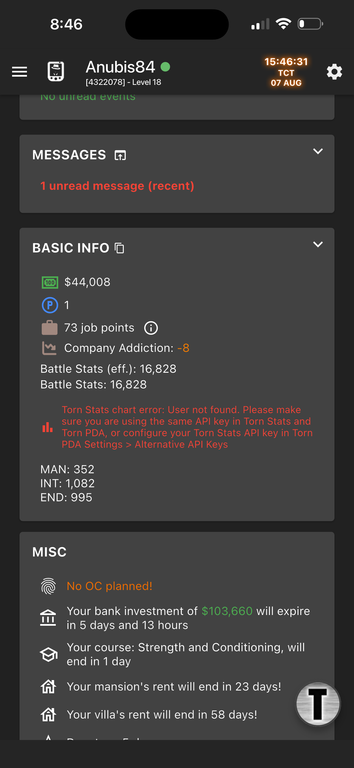 8:46
Anubis84
[4322078] - Level 18
15:46:31
TCT
07 AUG
No unread events
MESSAGES
1 unread message (recent)
BASIC INFO
$44,008
P 1
73 job points
Company Addiction: -8
Battle Stats (eff.): 16,828
Battle Stats: 16,828
Torn Stats chart error: User not found. Please make
sure you are using the same API key in Torn Stats and
Torn PDA, or configure your Torn Stats API key in Torn
PDA Settings > Alternative API Keys
MAN: 352
INT: 1,082
END: 995
MISC
No OC planned!
Your bank investment of $103,660 will expire
in 5 days and 13 hours
Your course: Strength and Conditioning, will
end in 1 day
Your mansion's rent will end in 23 days!
Your villa's rent will end in 58 days!
T